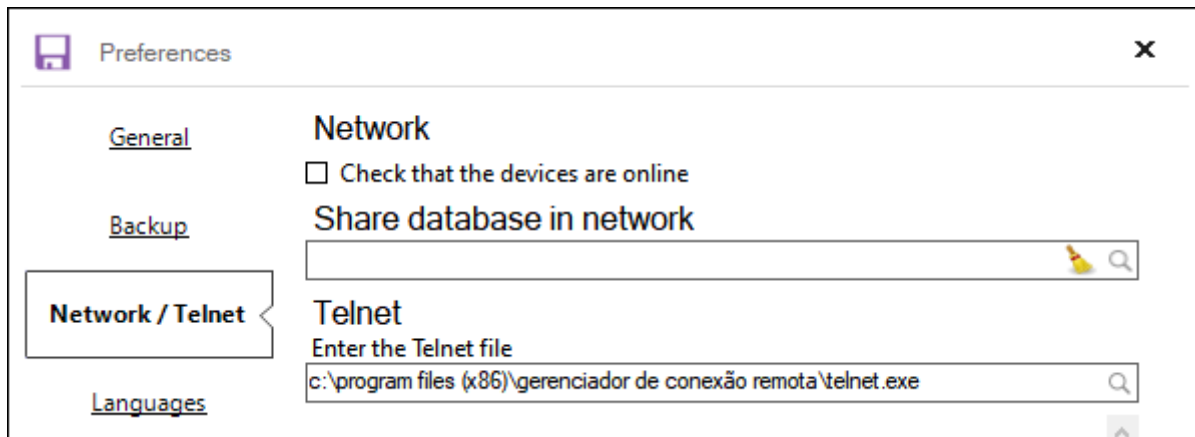 Preferences
General
Network
Check that the devices are online
Backup
Share database in network
Network / Telnet
Telnet
Enter the Telnet file
c:\program files (x86)\gerenciador de conexão remota\telnet.exe
Languages